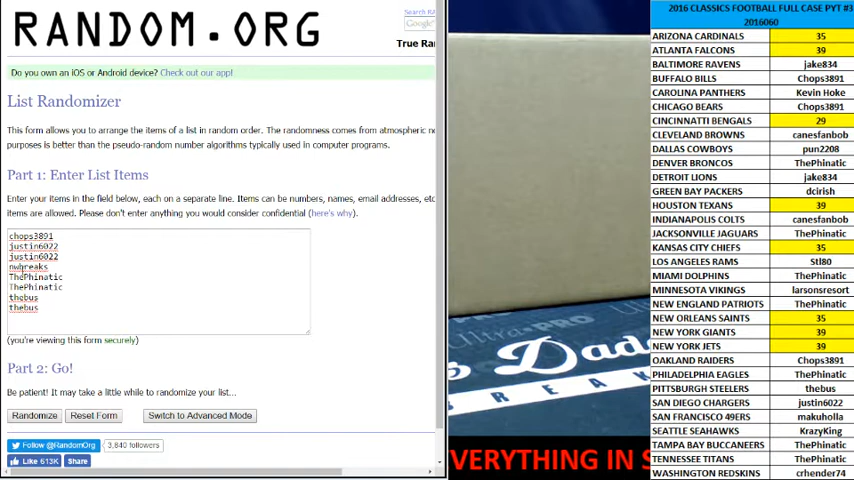 RANDOM.ORG
Search RA
Google
True Ran
Do you own an iOS or Android device? Check out our app!
List Randomizer
This form allows you to arrange the items of a list in random order. The randomness comes from atmospheric no
purposes is better than the pseudo-random number algorithms typically used in computer programs.
Part 1: Enter List Items
Enter your items in the field below, each on a separate line. Items can be numbers, names, email addresses, etc
items are allowed. Please don't enter anything you would consider confidential (here's why).
chops3891
justin6022
justin6022
nwbreaks
ThePhinatic
ThePhinatic
thebus
thebus
(you're viewing this form securely)
Part 2: Go!
Be patient! It may take a little while to randomize your list...
Randomize Reset Form Switch to Advanced Mode
Follow @RandomOrg 3,840 followers
Like 613K Share
Ultra PRO
s Dadd
BREAK
VERYTHING IN S
2016 CLASSICS FOOTBALL FULL CASE PYT #3
2016060
ARIZONA CARDINALS 35
ATLANTA FALCONS 39
BALTIMORE RAVENS jake834
BUFFALO BILLS Chops3891
CAROLINA PANTHERS Kevin Hoke
CHICAGO BEARS Chops3891
CINCINNATI BENGALS 29
CLEVELAND BROWNS canesfanbob
DALLAS COWBOYS pun2208
DENVER BRONCOS ThePhinatic
DETROIT LIONS jake834
GREEN BAY PACKERS dcirish
HOUSTON TEXANS 39
INDIANAPOLIS COLTS canesfanbob
JACKSONVILLE JAGUARS ThePhinatic
KANSAS CITY CHIEFS 35
LOS ANGELES RAMS Stl80
MIAMI DOLPHINS ThePhinatic
MINNESOTA VIKINGS larsonsresort
NEW ENGLAND PATRIOTS ThePhinatic
NEW ORLEANS SAINTS 35
NEW YORK GIANTS 39
NEW YORK JETS 39
OAKLAND RAIDERS Chops3891
PHILADELPHIA EAGLES ThePhinatic
PITTSBURGH STEELERS thebus
SAN DIEGO CHARGERS justin6022
SAN FRANCISCO 49ERS makuholla
SEATTLE SEAHAWKS KrazyKing
TAMPA BAY BUCCANEERS ThePhinatic
TENNESSEE TITANS ThePhinatic
WASHINGTON REDSKINS crhender74